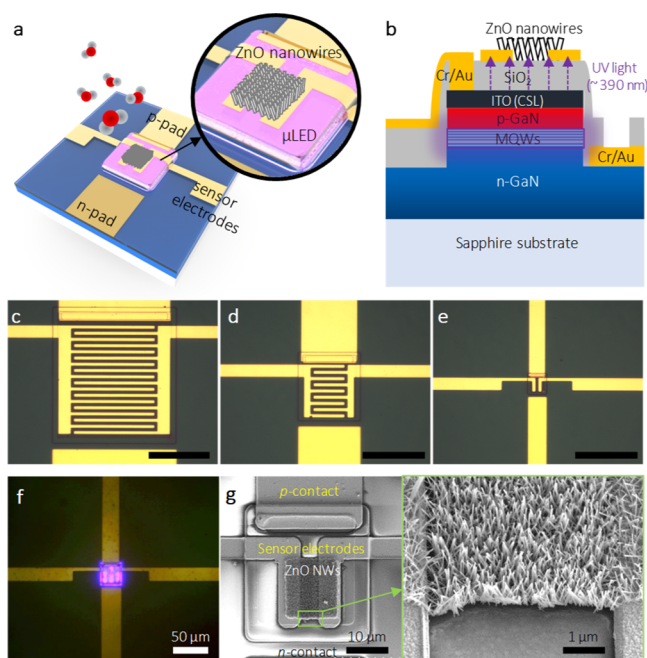 a
ZnO nanowires
p-pad
μLED
n-pad
sensor
electrodes
b
ZnO nanowires
Cr/Au
SiO2
UV light
(~390 nm)
ITO (CSL)
p-GaN
MQWs
Cr/Au
n-GaN
Sapphire substrate
c
d
e
f
50 μm
g
p-contact
Sensor electrodes
ZnO NWs
10 μm
n-contact
1 μm